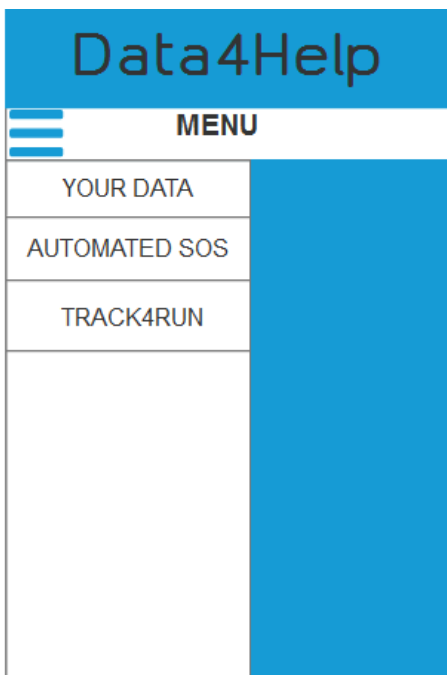 Data4Help
MENU
YOUR DATA
AUTOMATED SOS
TRACK4RUN